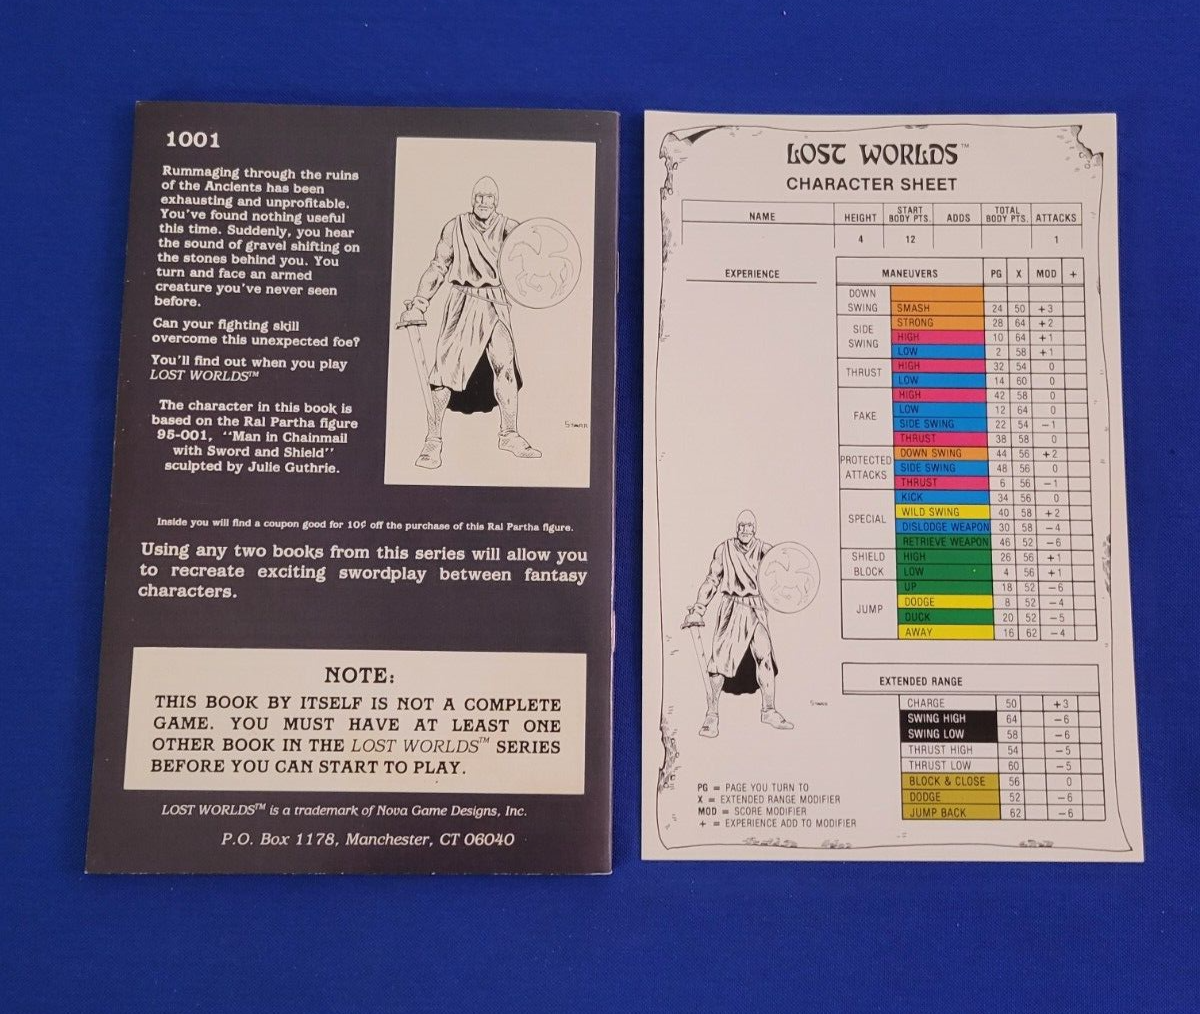 1001
Rummaging through the ruins
of the Ancients has been
exhausting and unprofitable.
You've found nothing useful
this time. Suddenly, you hear
the sound of gravel shifting on
the stones behind you. You
turn and face an armed
creature you've never seen
before.
Can your fighting skill
overcome this unexpected foe?
You'll find out when you play
LOST WORLDS™
The character in this book is
based on the Ral Partha figure
95-001, "Man in Chainmail
with Sword and Shield"
sculpted by Julie Guthrie.
Inside you will find a coupon good for 10¢ off the purchase of this Ral Partha figure.
Using any two books from this series will allow you
to recreate exciting swordplay between fantasy
characters.
NOTE:
THIS BOOK BY ITSELF IS NOT A COMPLETE
GAME. YOU MUST HAVE AT LEAST ONE
OTHER BOOK IN THE LOST WORLDS™ SERIES
BEFORE YOU CAN START TO PLAY.
LOST WORLDS™ is a trademark of Nova Game Designs, Inc.
P.O. Box 1178, Manchester, CT 06040
LOST WORLDS™
CHARACTER SHEET
NAME HEIGHT START BODY PTS. ADDS TOTAL BODY PTS. ATTACKS
4 12 1
EXPERIENCE
MANEUVERS PG X MOD +
DOWN
SWING SMASH 24 50 +3
SIDE SWING STRONG 28 64 +2
HIGH 10 64 +1
LOW 2 58 +1
THRUST HIGH 32 54 0
LOW 14 60 0
FAKE HIGH 42 58 0
LOW 12 64 0
SIDE SWING 22 54 -1
THRUST 38 58 0
PROTECTED ATTACKS DOWN SWING 44 56 +2
SIDE SWING 48 56 0
THRUST 6 56 -1
SPECIAL KICK 34 56 0
WILD SWING 40 58 +2
DISLODGE WEAPON 30 58 -4
RETRIEVE WEAPON 46 52 -6
SHIELD BLOCK HIGH 26 56 +1
LOW 4 56 +1
JUMP UP 18 52 -6
DODGE 8 52 -4
DUCK 20 52 -5
AWAY 16 62 -4
EXTENDED RANGE
CHARGE 50 +3
SWING HIGH 64 -6
SWING LOW 58 -6
THRUST HIGH 54 -5
THRUST LOW 60 -5
BLOCK & CLOSE 56 0
DODGE 52 -6
JUMP BACK 62 -6
PG = PAGE YOU TURN TO
X = EXTENDED RANGE MODIFIER
MOD = SCORE MODIFIER
+ = EXPERIENCE ADD TO MODIFIER